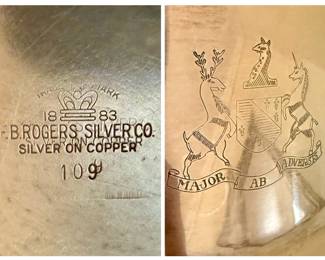 TRADE MARK
18 83
F.B. ROGERS SILVER CO.
SILVER ON COPPER
109
MAJOR AB ADVERSIS